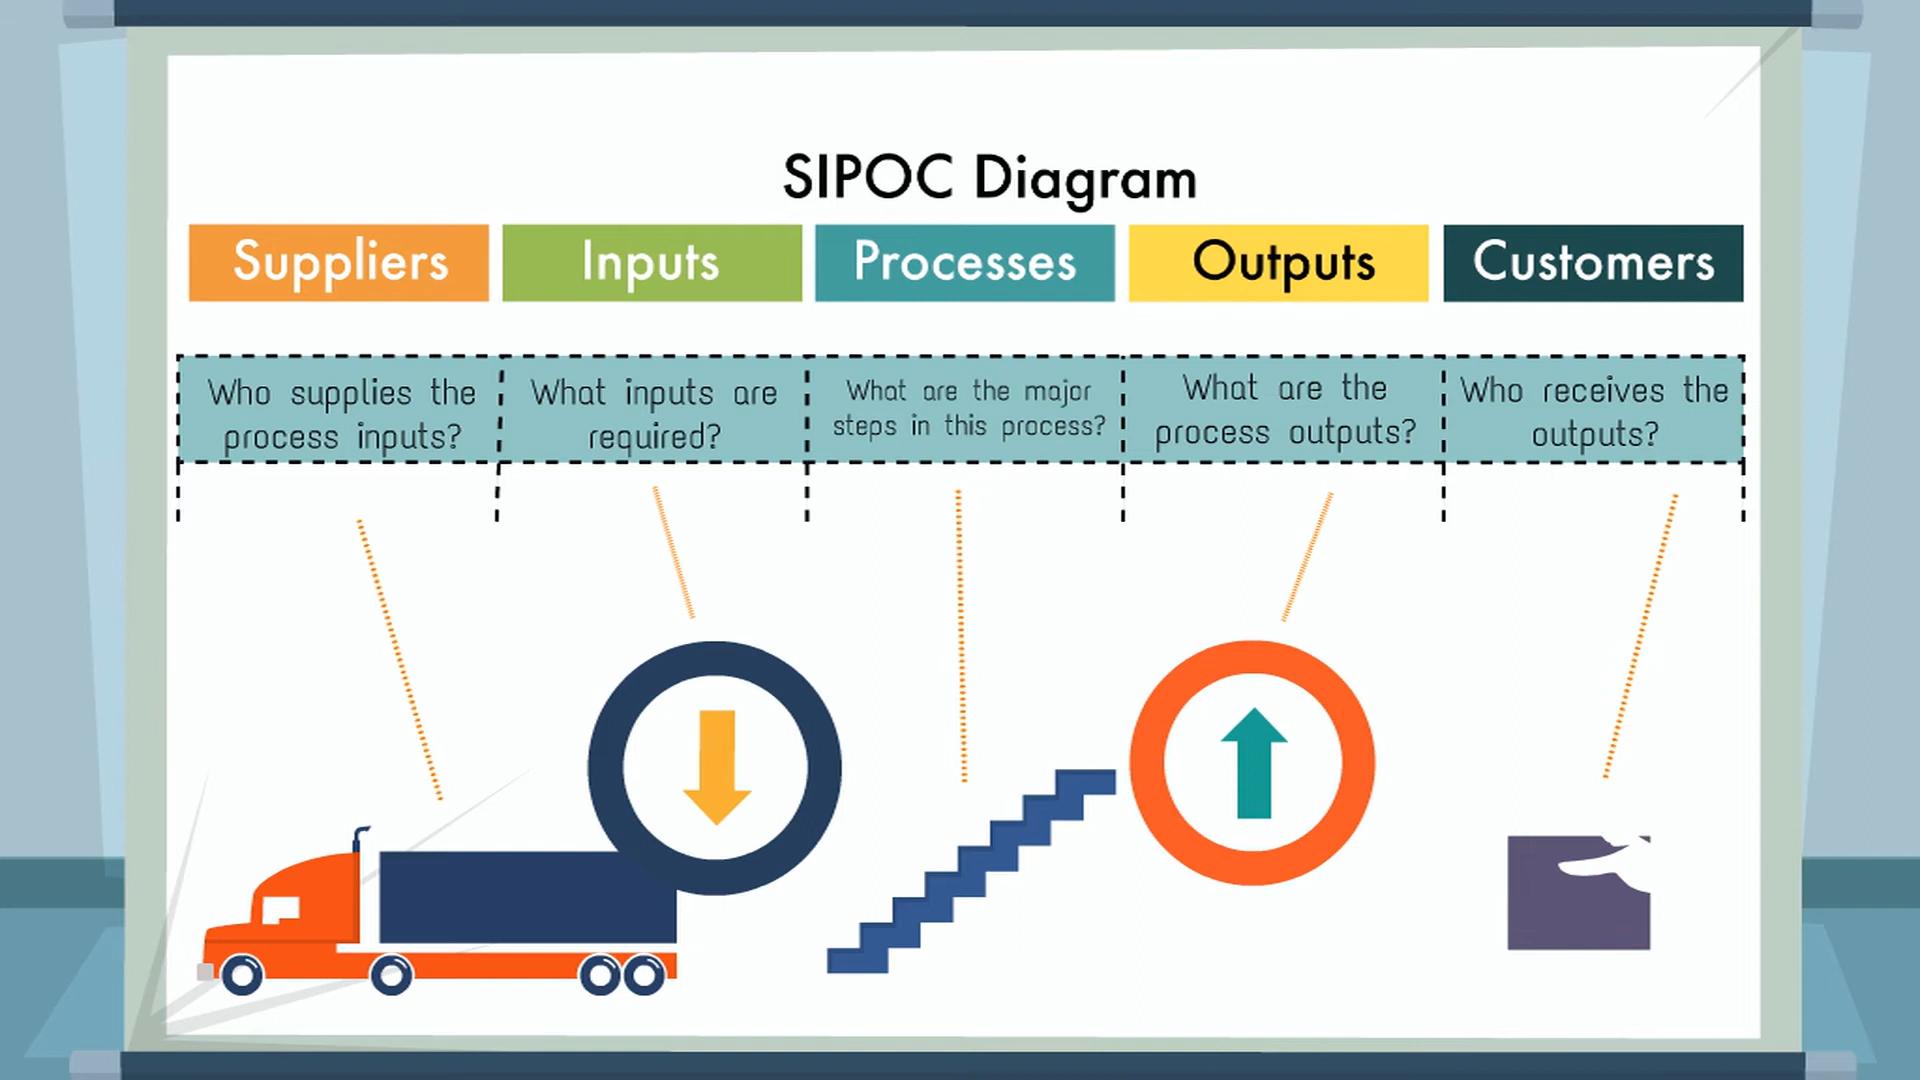 SIPOC Diagram
Suppliers
Inputs
Processes
Outputs
Customers
Who supplies the
process inputs?
What inputs are
required?
What are the major
steps in this process?
What are the
process outputs?
Who receives the
outputs?